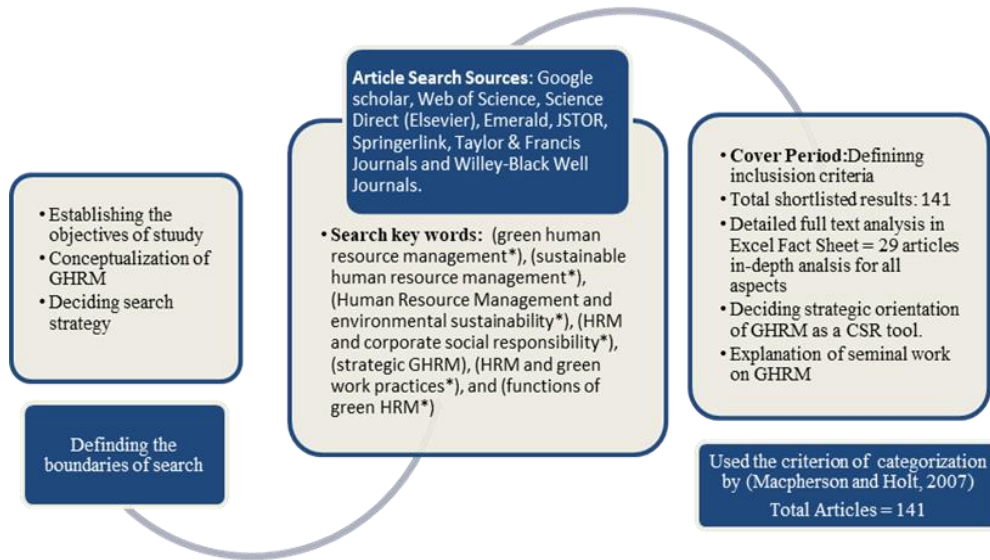 • Establishing the
objectives of stuudy
• Conceptualization of
GHRM
• Deciding search
strategy
Definding the
boundaries of search
Article Search Sources: Google
scholar, Web of Science, Science
Direct (Elsevier), Emerald, JSTOR,
Springerlink, Taylor & Francis
Journals and Willey-Black Well
Journals.
• Search key words: (green human
resource management*), (sustainable
human resource management*),
(Human Resource Management and
environmental sustainability*), (HRM
and corporate social responsibility*),
(strategic GHRM), (HRM and green
work practices*), and (functions of
green HRM*)
• Cover Period:Definінng
inclusision criteria
• Total shortlisted results: 141
• Detailed full text analysis in
Excel Fact Sheet = 29 articles
in-depth analsis for all
aspects
• Deciding strategic orientation
of GHRM as a CSR tool.
• Explanation of seminal work
on GHRM
Used the criterion of categorization
by (Macpherson and Holt, 2007)
Total Articles = 141